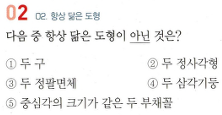 02 02. 항상 닮은 도형
다음 중 항상 닮은 도형이 아닌 것은?
① 두 구 ② 두 정사각형
③ 두 정팔면체 ④ 두 삼각기둥
⑤ 중심각의 크기가 같은 두 부채꼴